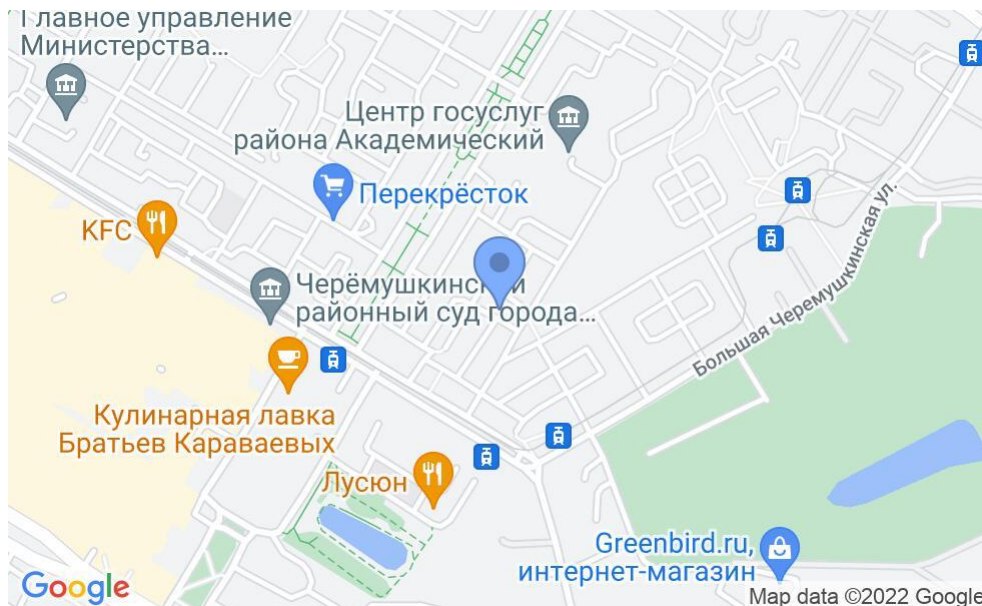 Главное управление
Министерства...
Центр госуслуг
района Академический
Перекрёсток
KFC
Черёмушкинский
районный суд города...
Большая Черемушкинская ул.
Кулинарная лавка
Братьев Караваевых
Лусюн
Greenbird.ru,
интернет-магазин
Google
Map data ©2022 Google